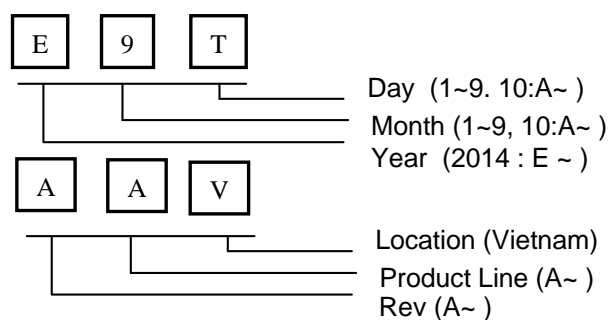 E 9 T
Day (1~9. 10:A~ )
Month (1~9, 10:A~ )
Year (2014 : E ~ )
A A V
Location (Vietnam)
Product Line (A~ )
Rev (A~ )